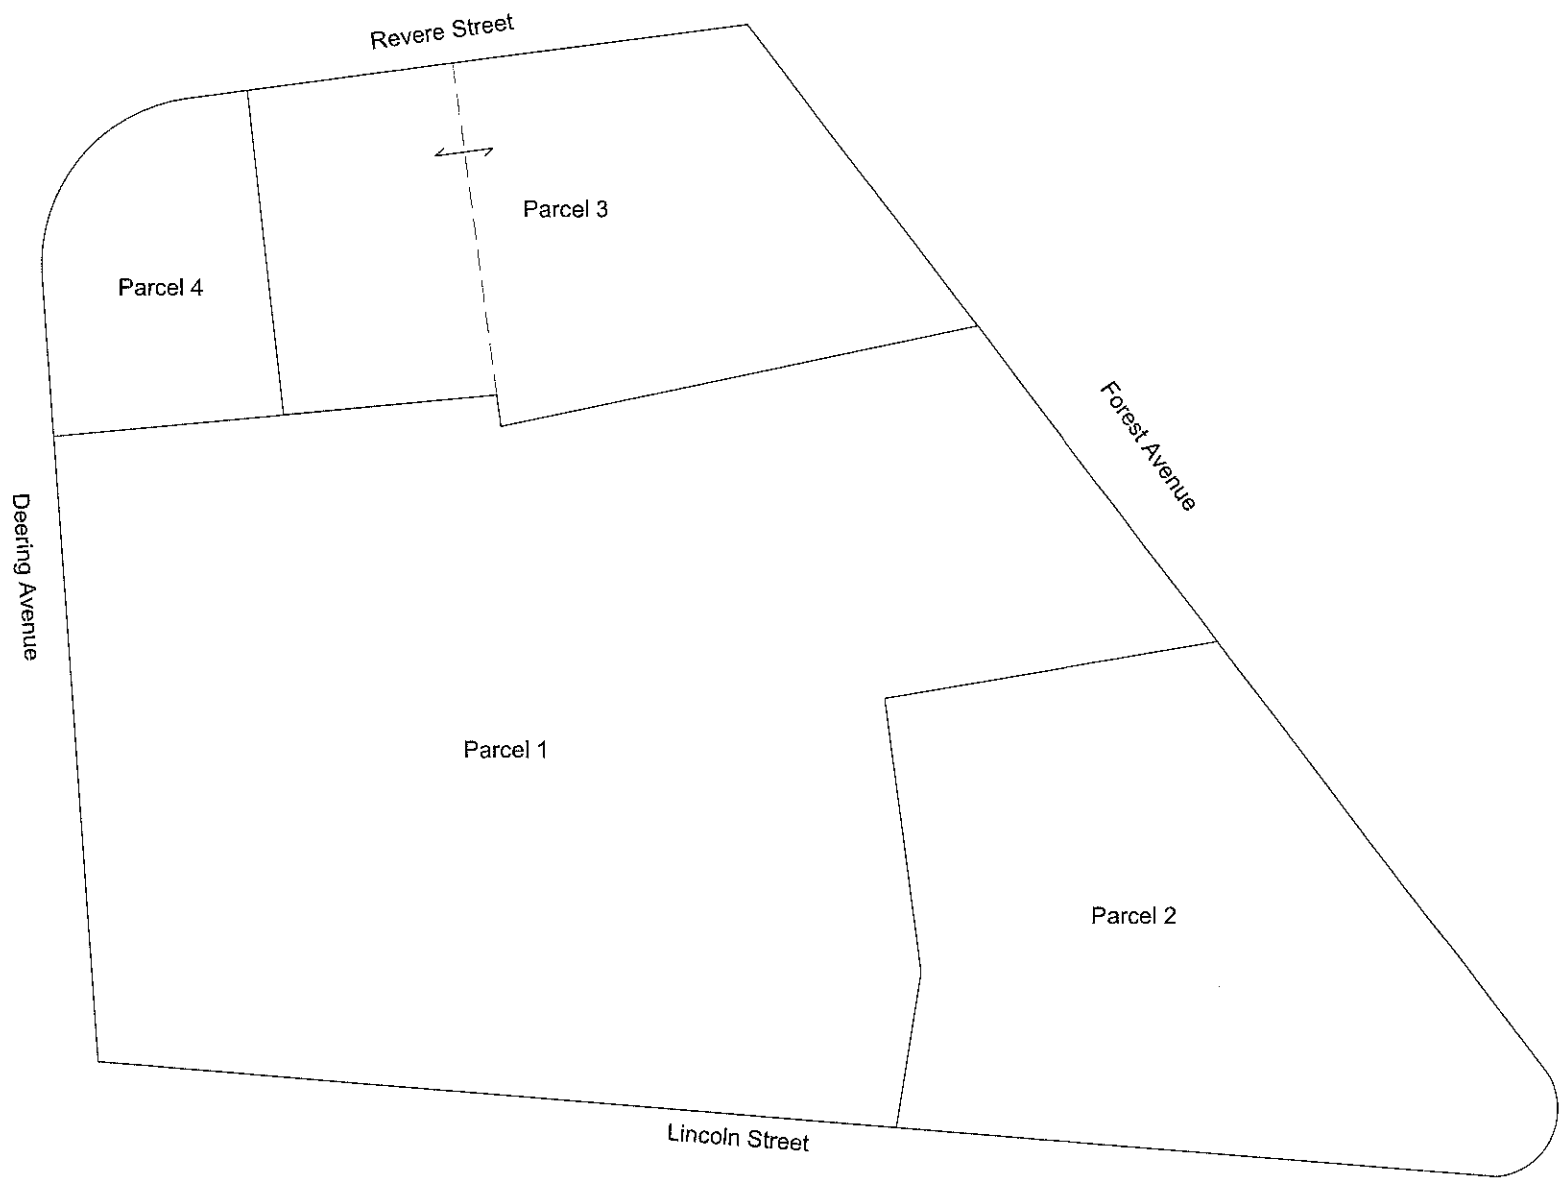 Revere Street
Parcel 3
Parcel 4
Forest Avenue
Deering Avenue
Parcel 1
Parcel 2
Lincoln Street